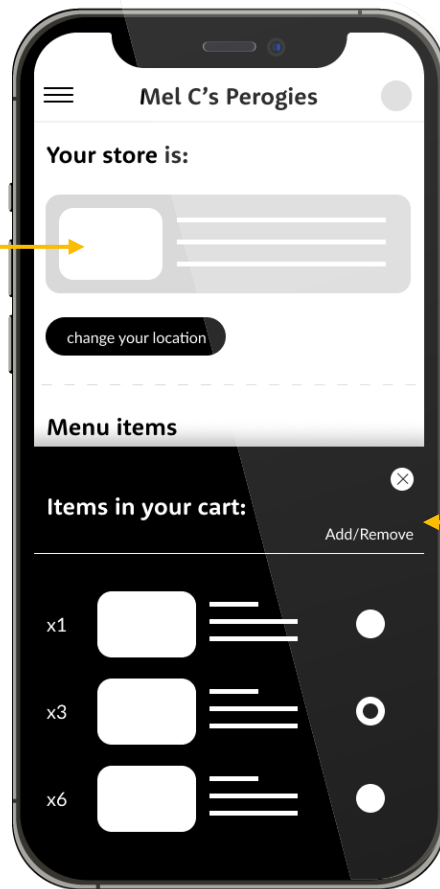 Mel C's Perogies
Your store is:
change your location
Menu items
Items in your cart:
Add/Remove
x1
x3
x6